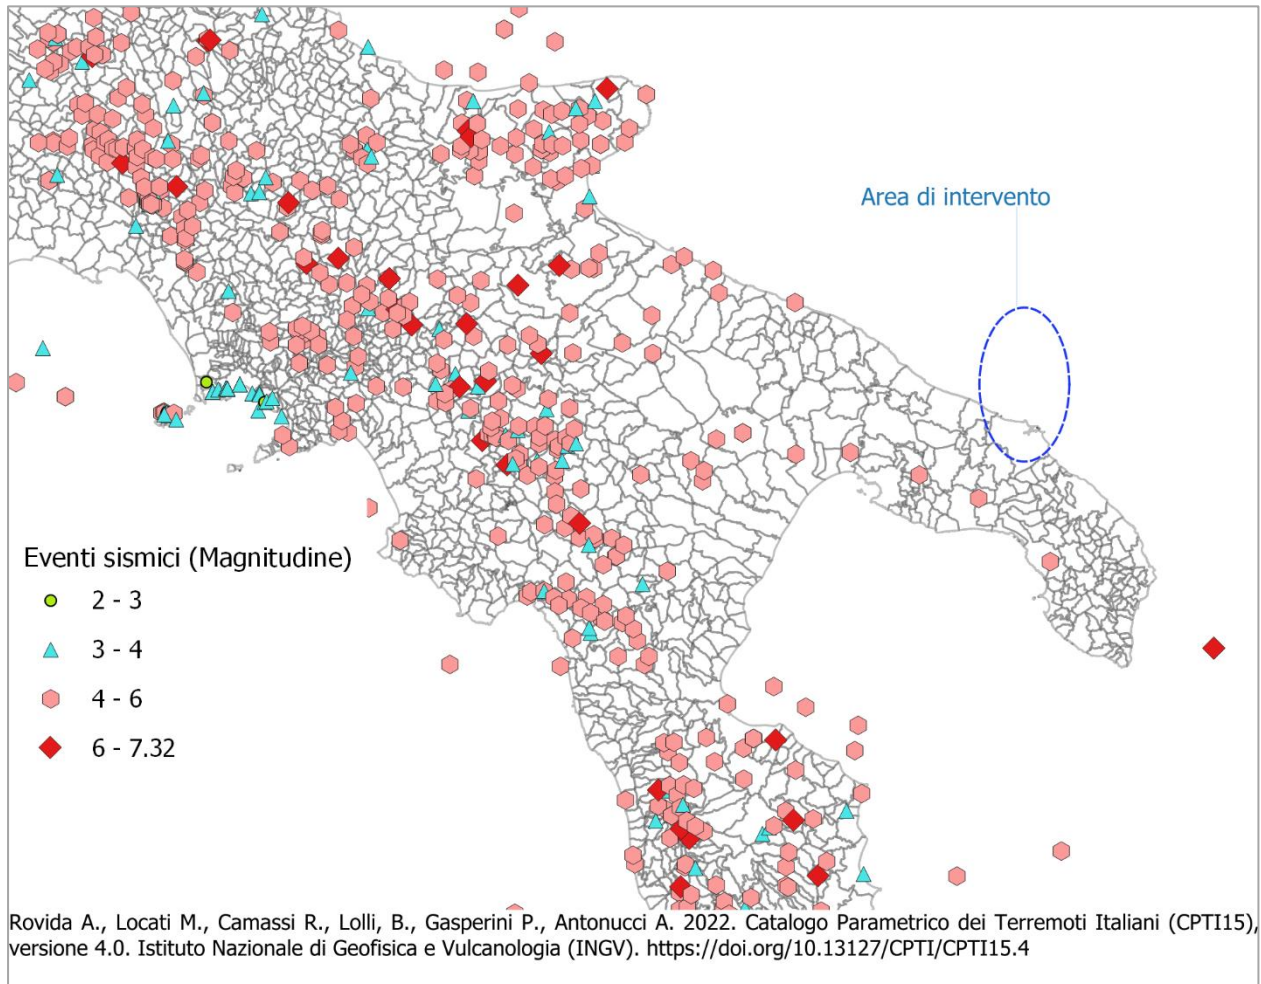 Area di intervento
Eventi sismici (Magnitudine)
2 - 3
3 - 4
4 - 6
6 - 7.32
Rovida A., Locati M., Camassi R., Lolli, B., Gasperini P., Antonucci A. 2022. Catalogo Parametrico dei Terremoti Italiani (CPTI15),
versione 4.0. Istituto Nazionale di Geofisica e Vulcanologia (INGV). https://doi.org/10.13127/CPTI/CPTI15.4